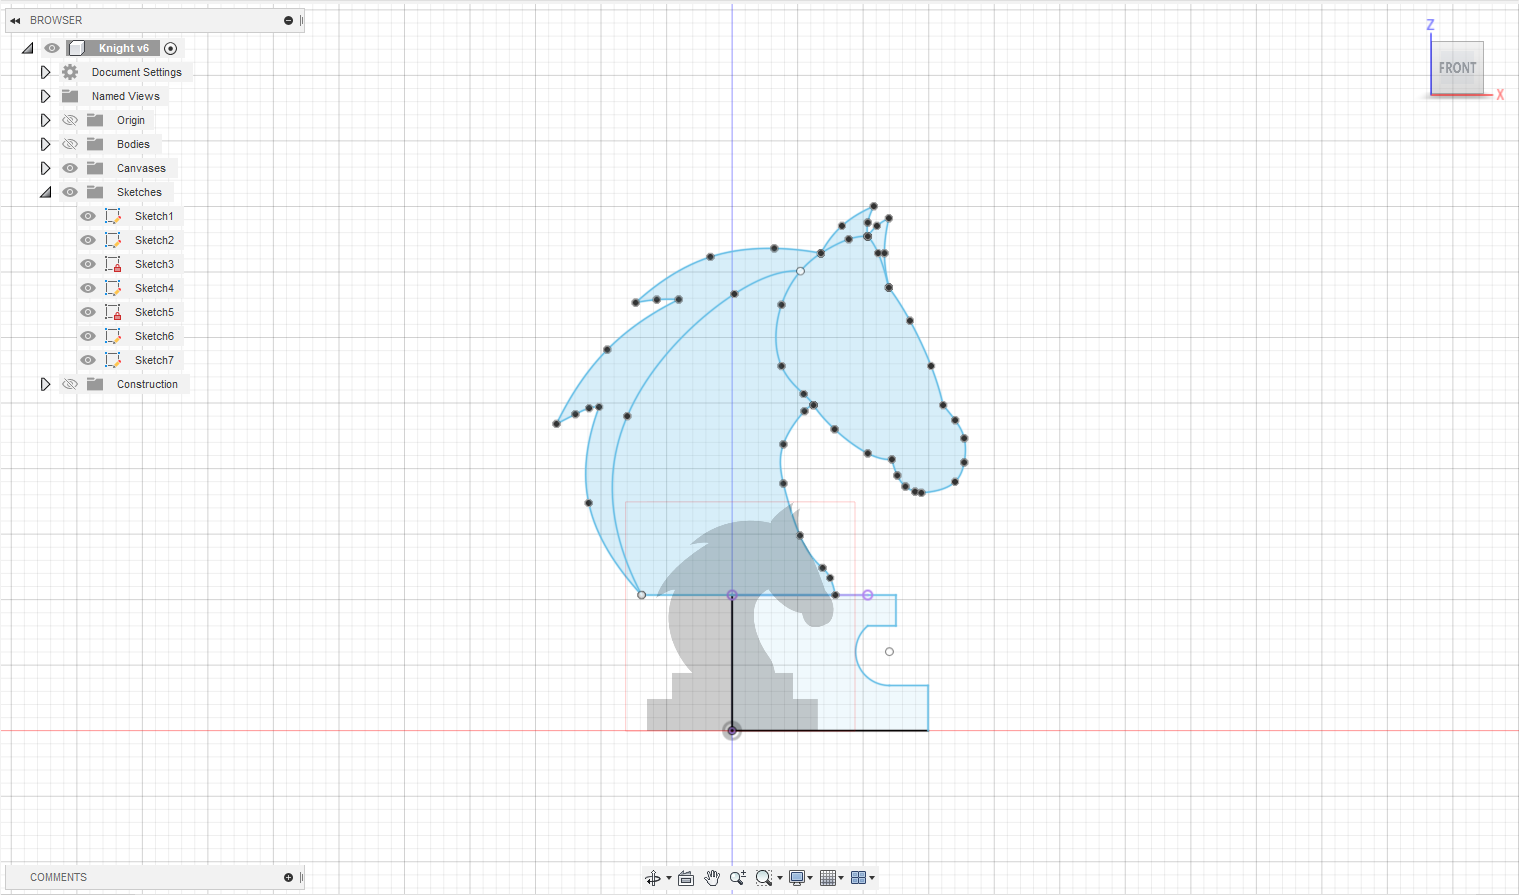 BROWSER
Knight v6
Document Settings
Named Views
Origin
Bodies
Canvases
Sketches
Sketch1
Sketch2
Sketch3
Sketch4
Sketch5
Sketch6
Sketch7
Construction
Z
FRONT
X
COMMENTS